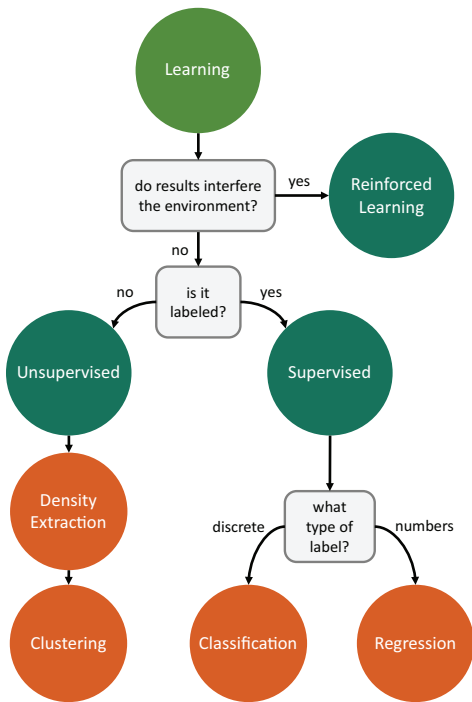 Learning
do results interfere
the environment?
yes
Reinforced
Learning
no
no
is it
labeled?
yes
Unsupervised
Supervised
Density
Extraction
discrete
what
type of
label?
numbers
Clustering
Classification
Regression